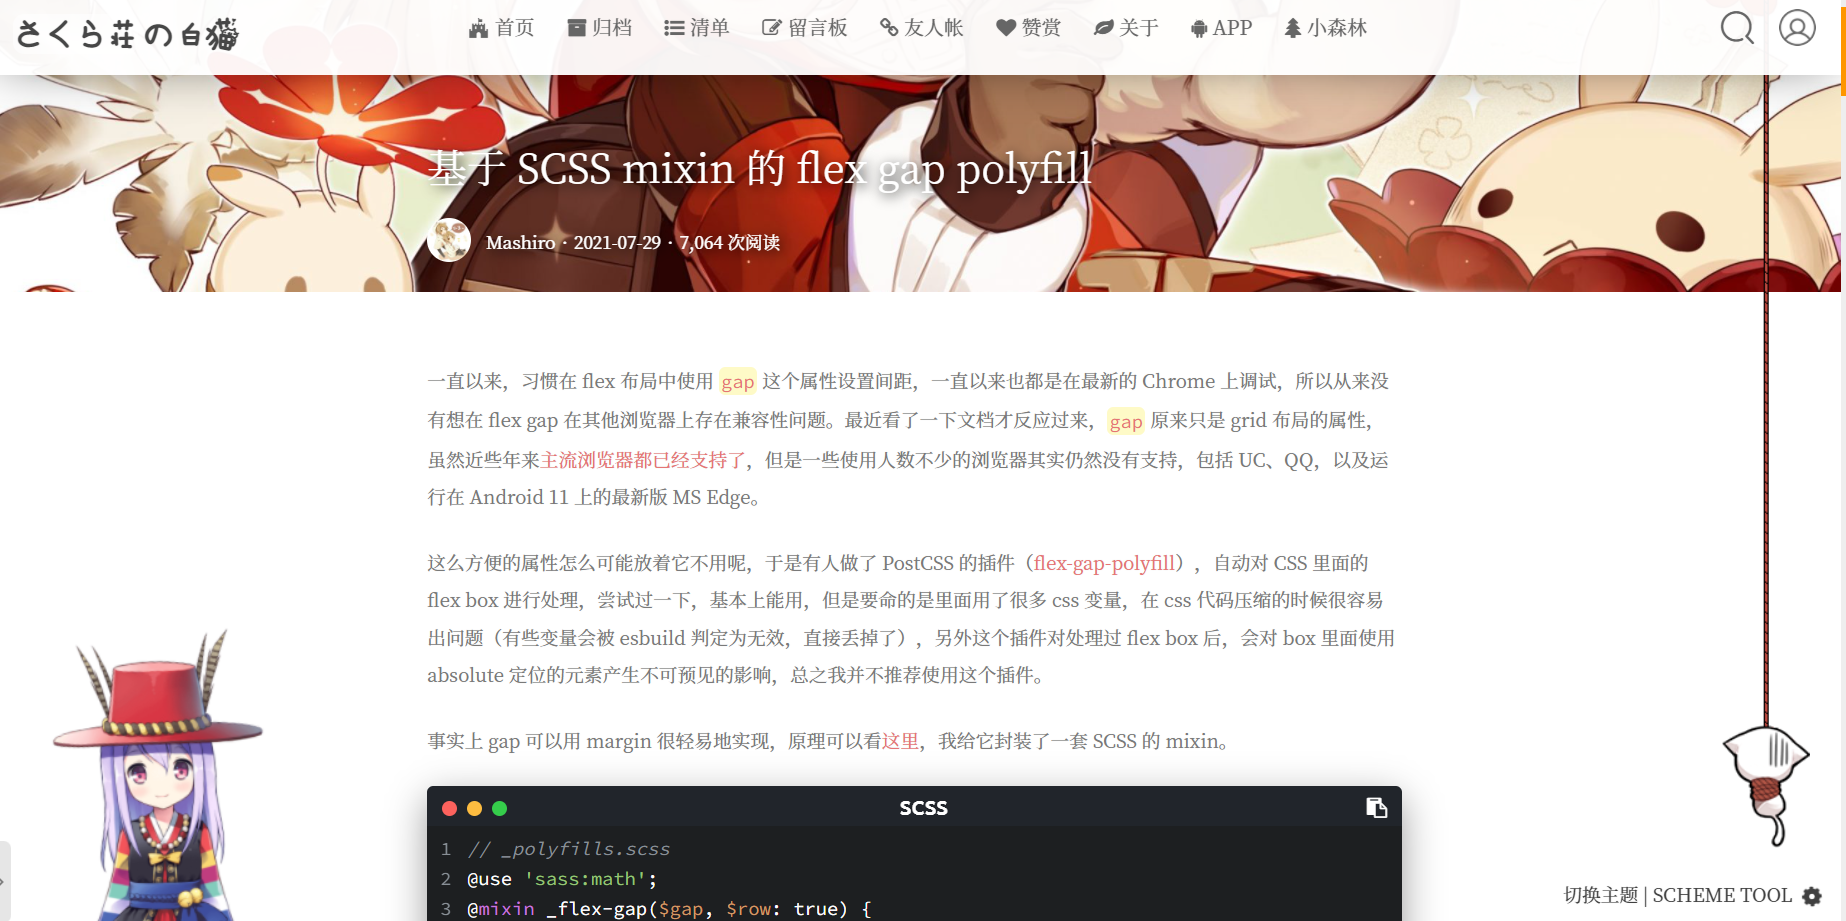 さくら荘の白猫
首页 归档 清单 留言板 友人帐 赞赏 关于 APP 小森林
基于 SCSS mixin 的 flex gap polyfill
Mashiro · 2021-07-29 · 7,064 次阅读
一直以来，习惯在 flex 布局中使用 gap 这个属性设置间距，一直以来也都是在最新的 Chrome 上调试，所以从来没
有想在 flex gap 在其他浏览器上存在兼容性问题。最近看了一下文档才反应过来，gap 原来只是 grid 布局的属性，
虽然近些年来主流浏览器都已经支持了，但是一些使用人数不少的浏览器其实仍然没有支持，包括 UC、QQ，以及运
行在 Android 11 上的最新版 MS Edge。
这么方便的属性怎么可能放着它不用呢，于是有人做了 PostCSS 的插件（flex-gap-polyfill），自动对 CSS 里面的
flex box 进行处理，尝试过一下，基本上能用，但是要命的是里面用了很多 css 变量，在 css 代码压缩的时候很容易
出问题（有些变量会被 esbuild 判定为无效，直接丢掉了），另外这个插件对处理过 flex box 后，会对 box 里面使用
absolute 定位的元素产生不可预见的影响，总之我并不推荐使用这个插件。
事实上 gap 可以用 margin 很轻易地实现，原理可以看这里，我给它封装了一套 SCSS 的 mixin。
SCSS
1 // _polyfills.scss
2 @use 'sass:math';
3 @mixin _flex-gap($gap, $row: true) {
切换主题 | SCHEME TOOL